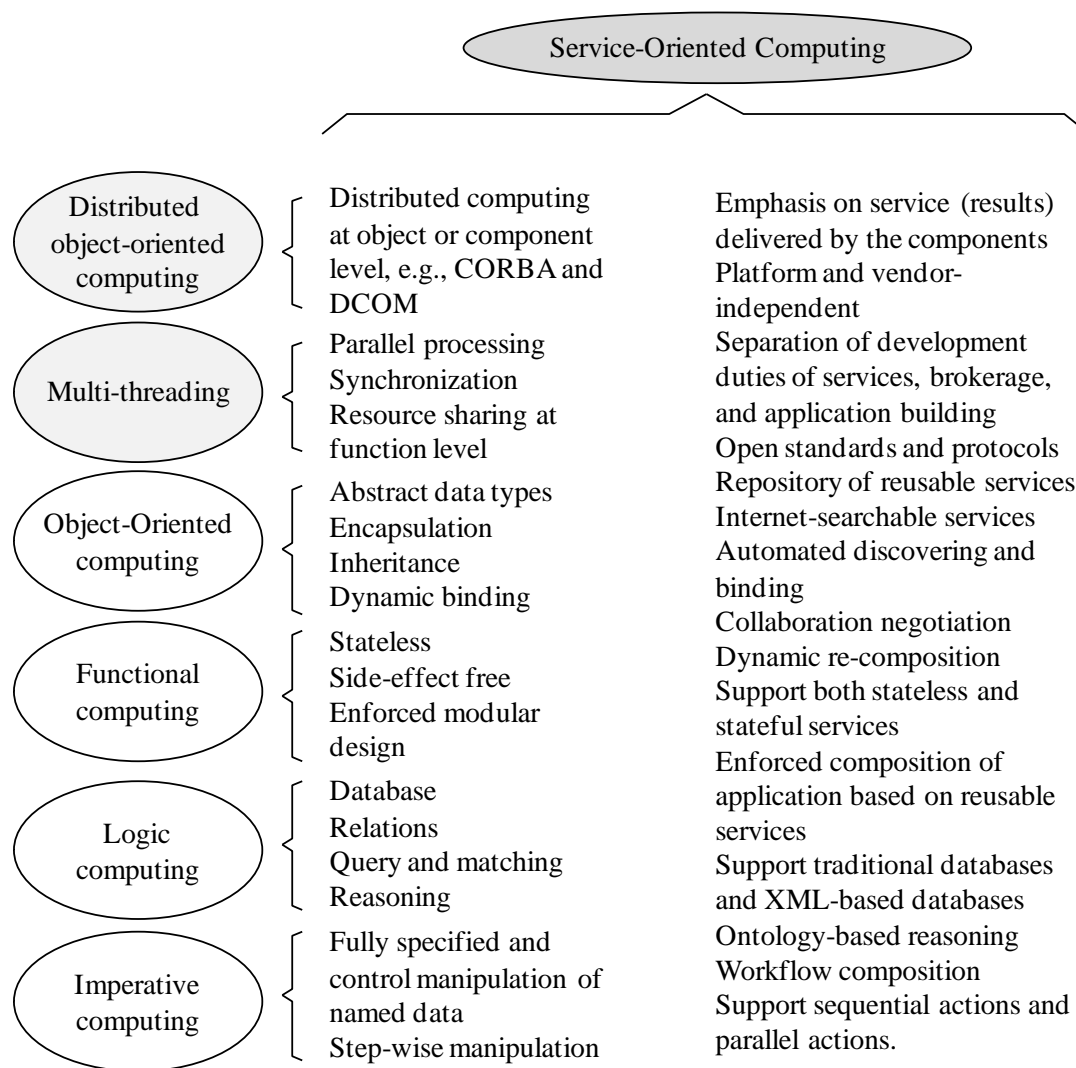 Service-Oriented Computing
Distributed
object-oriented
computing
Distributed computing
at object or component
level, e.g., CORBA and
DCOM
Multi-threading
Parallel processing
Synchronization
Resource sharing at
function level
Object-Oriented
computing
Abstract data types
Encapsulation
Inheritance
Dynamic binding
Functional
computing
Stateless
Side-effect free
Enforced modular
design
Logic
computing
Database
Relations
Query and matching
Reasoning
Imperative
computing
Fully specified and
control manipulation of
named data
Step-wise manipulation
Emphasis on service (results)
delivered by the components
Platform and vendor-
independent
Separation of development
duties of services, brokerage,
and application building
Open standards and protocols
Repository of reusable services
Internet-searchable services
Automated discovering and
binding
Collaboration negotiation
Dynamic re-composition
Support both stateless and
stateful services
Enforced composition of
application based on reusable
services
Support traditional databases
and XML-based databases
Ontology-based reasoning
Workflow composition
Support sequential actions and
parallel actions.